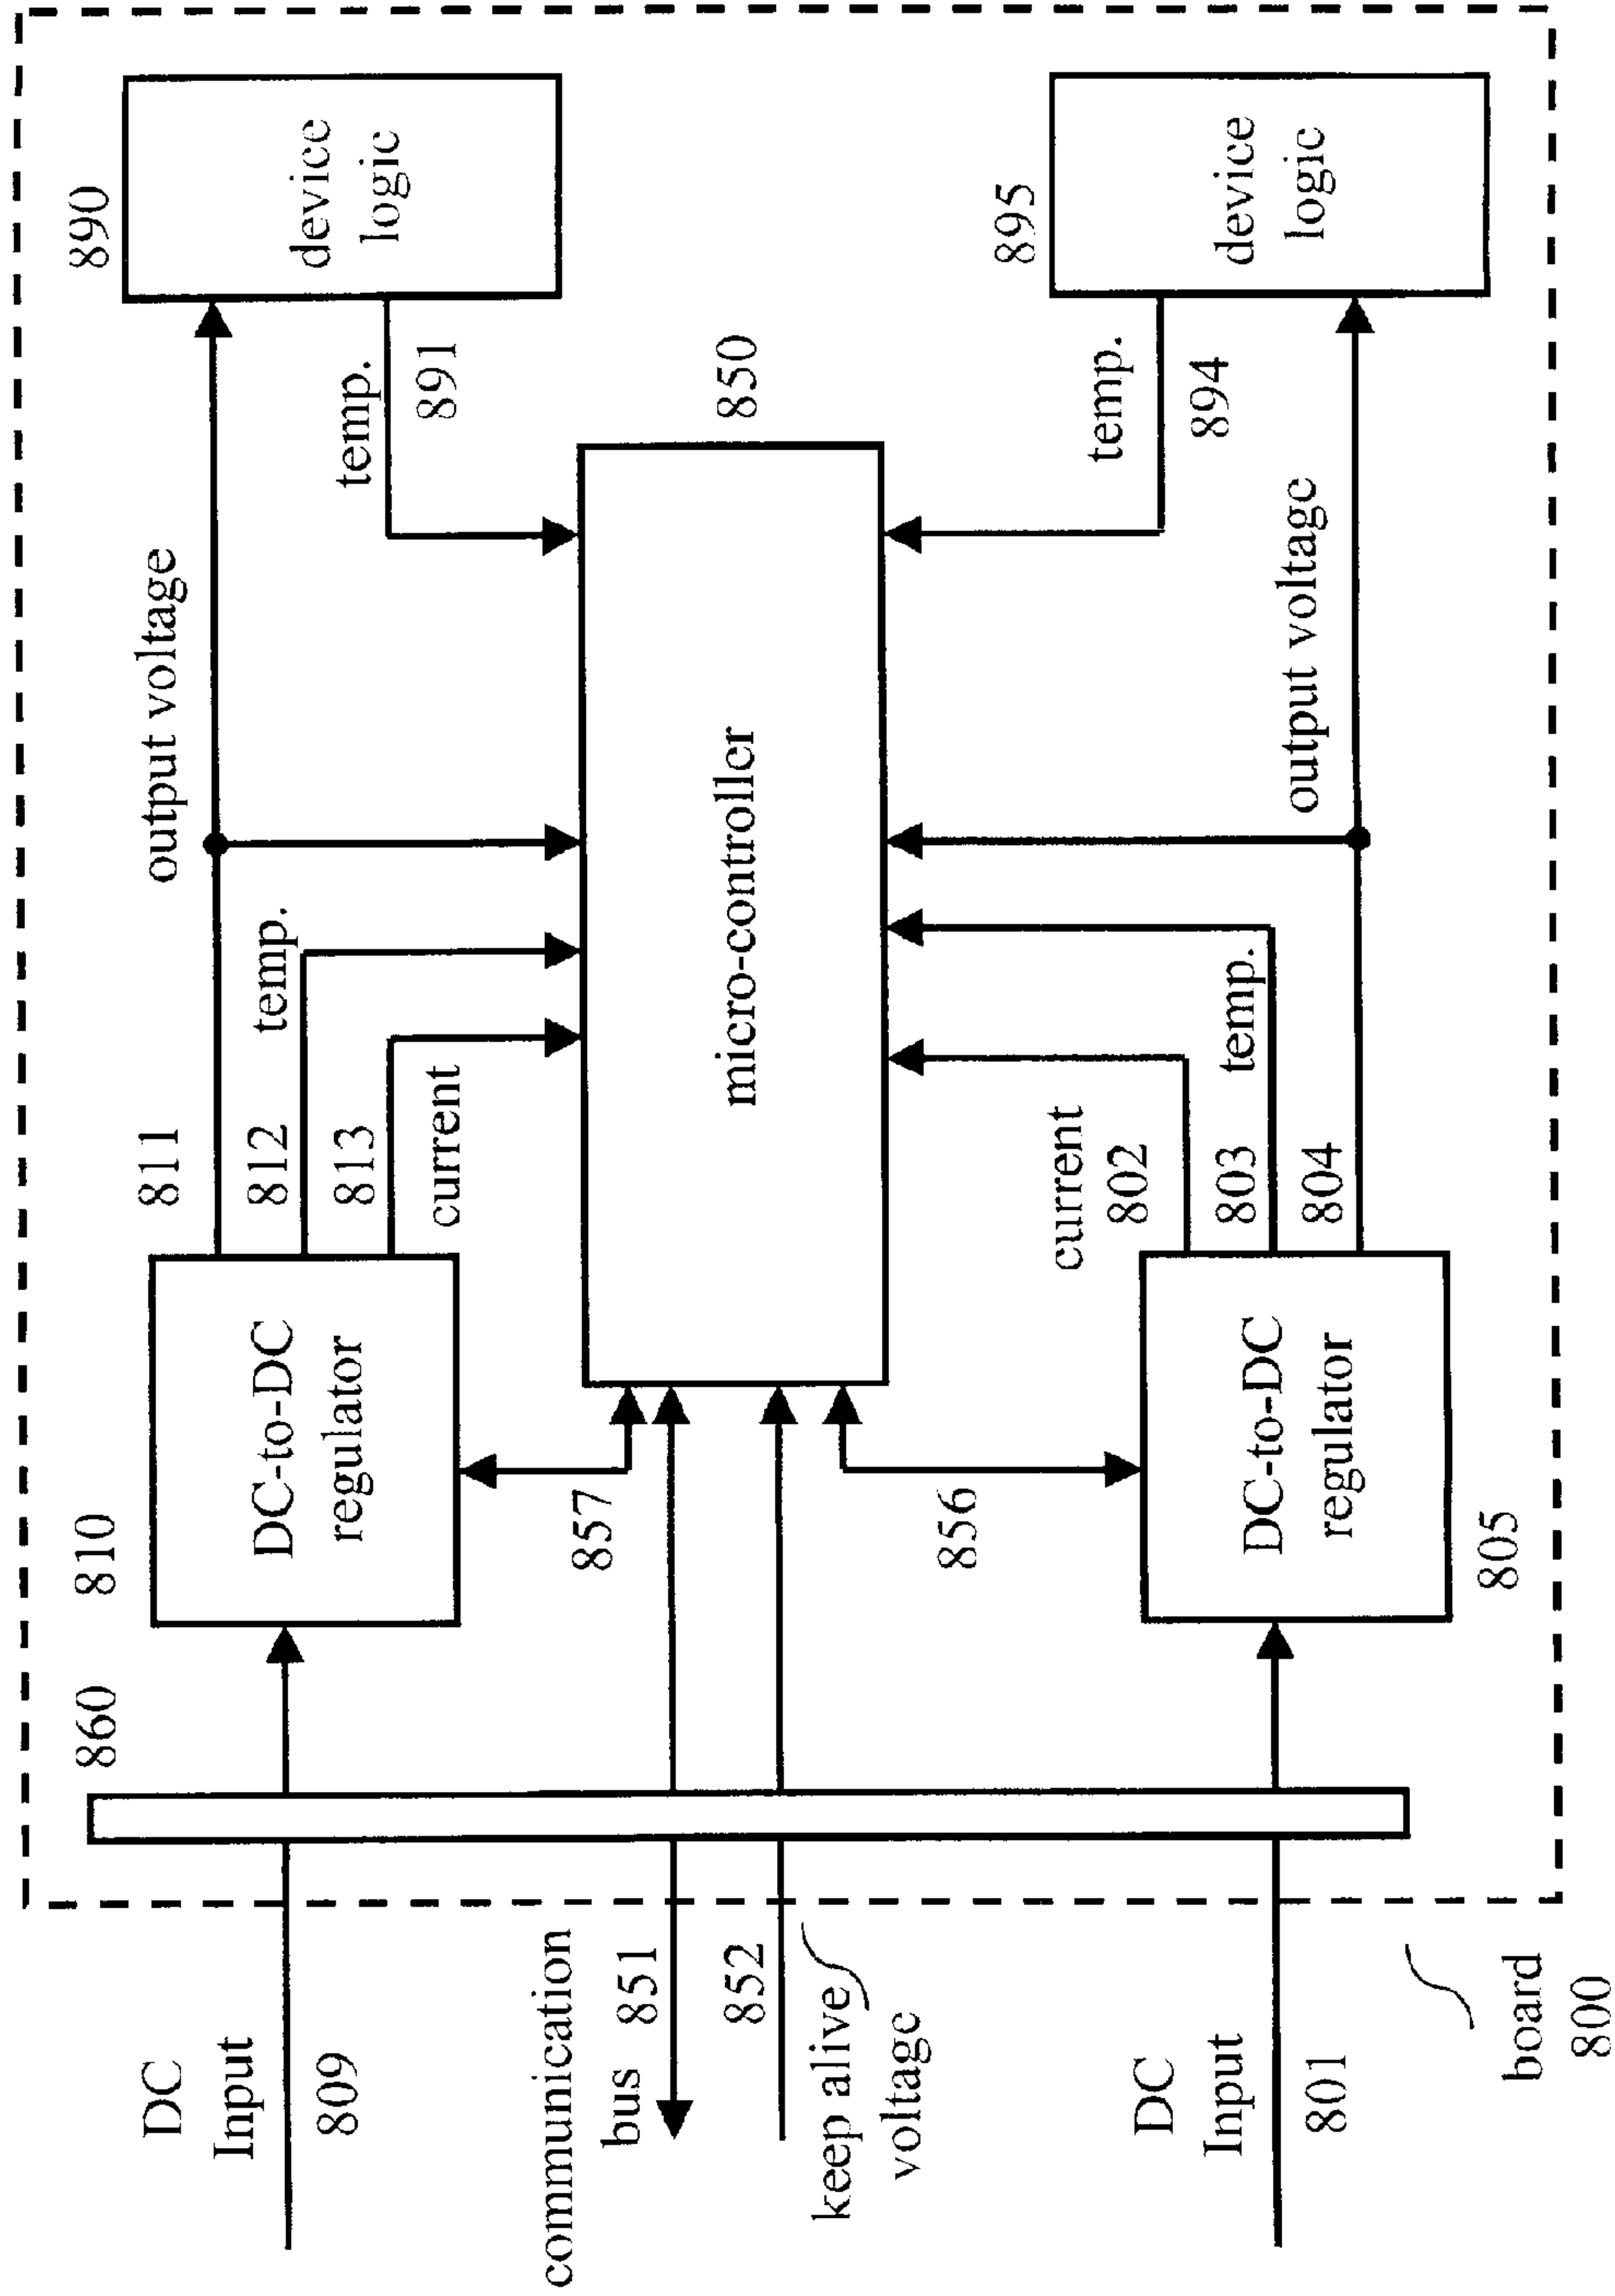 890
device
logic
output voltage
temp.
891
811
temp.
812
813
current
810
DC-to-DC
regulator
860
DC
Input
809
857
850
micro-controller
communication
bus
851
852
keep alive
voltage
856
current
802
temp.
803
804
temp.
894
output voltage
895
device
logic
DC-to-DC
regulator
805
DC
Input
801
board
800